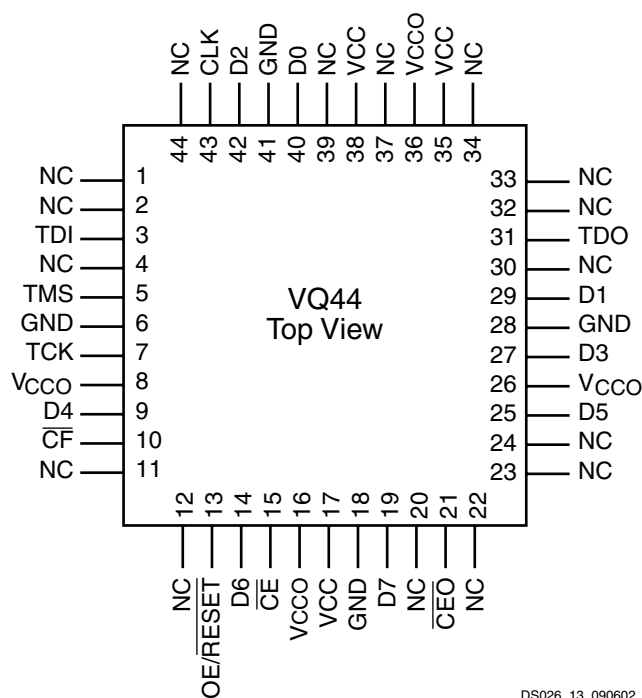 NC CLK D2 GND D0 NC VCC NC VCCO VCC NC
44 43 42 41 40 39 38 37 36 35 34
NC 1
NC 2
TDI 3
NC 4
TMS 5
GND 6
TCK 7
VCCO 8
D4 9
CF 10
NC 11
VQ44
Top View
33 NC
32 NC
31 TDO
30 NC
29 D1
28 GND
27 D3
26 VCCO
25 D5
24 NC
23 NC
12 13 14 15 16 17 18 19 20 21 22
NC OE/RESET D6 CE VCCO VCC GND D7 NC CEO NC
DS026_13_090602